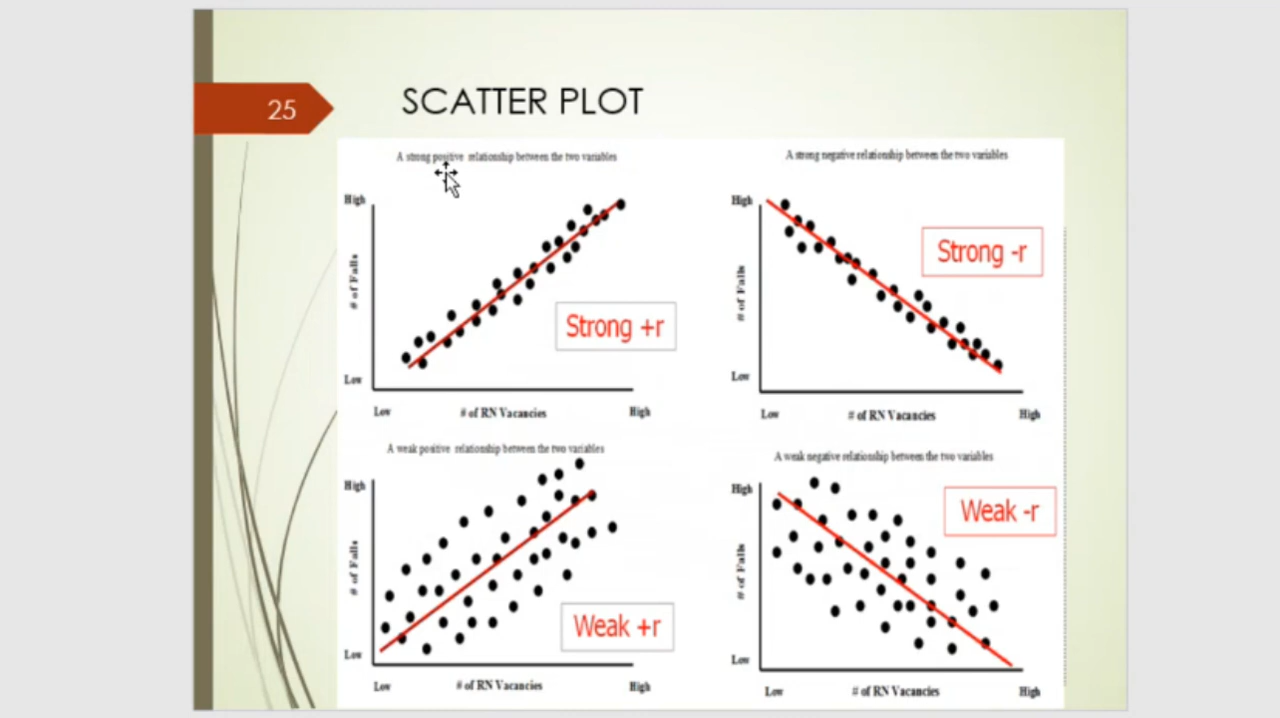 25
SCATTER PLOT
A strong positive relationship between the two variables
High
# of Falls
Strong +r
Low
Low # of RN Vacancies High
A strong negative relationship between the two variables
High
# of Falls
Strong -r
Low
Low # of RN Vacancies High
A weak positive relationship between the two variables
High
# of Falls
Weak +r
Low
Low # of RN Vacancies High
A weak negative relationship between the two variables
High
# of Falls
Weak -r
Low
Low # of RN Vacancies High